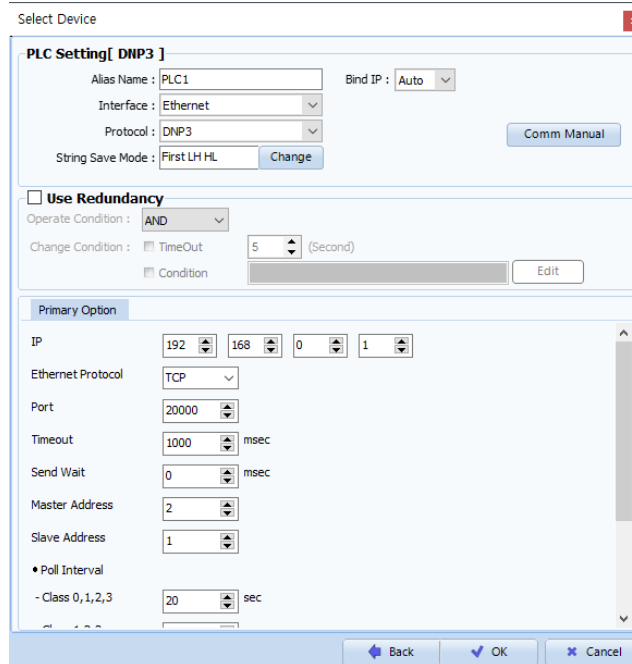 Select Device
PLC Setting[ DNP3 ]
Alias Name : PLC1 Bind IP : Auto
Interface : Ethernet
Protocol : DNP3 Comm Manual
String Save Mode : First LH HL Change
Use Redundancy
Operate Condition : AND
Change Condition : TimeOut 5 (Second)
Condition Edit
Primary Option
IP 192 168 0 1
Ethernet Protocol TCP
Port 20000
Timeout 1000 msec
Send Wait 0 msec
Master Address 2
Slave Address 1
• Poll Interval
- Class 0,1,2,3 20 sec
Back OK Cancel